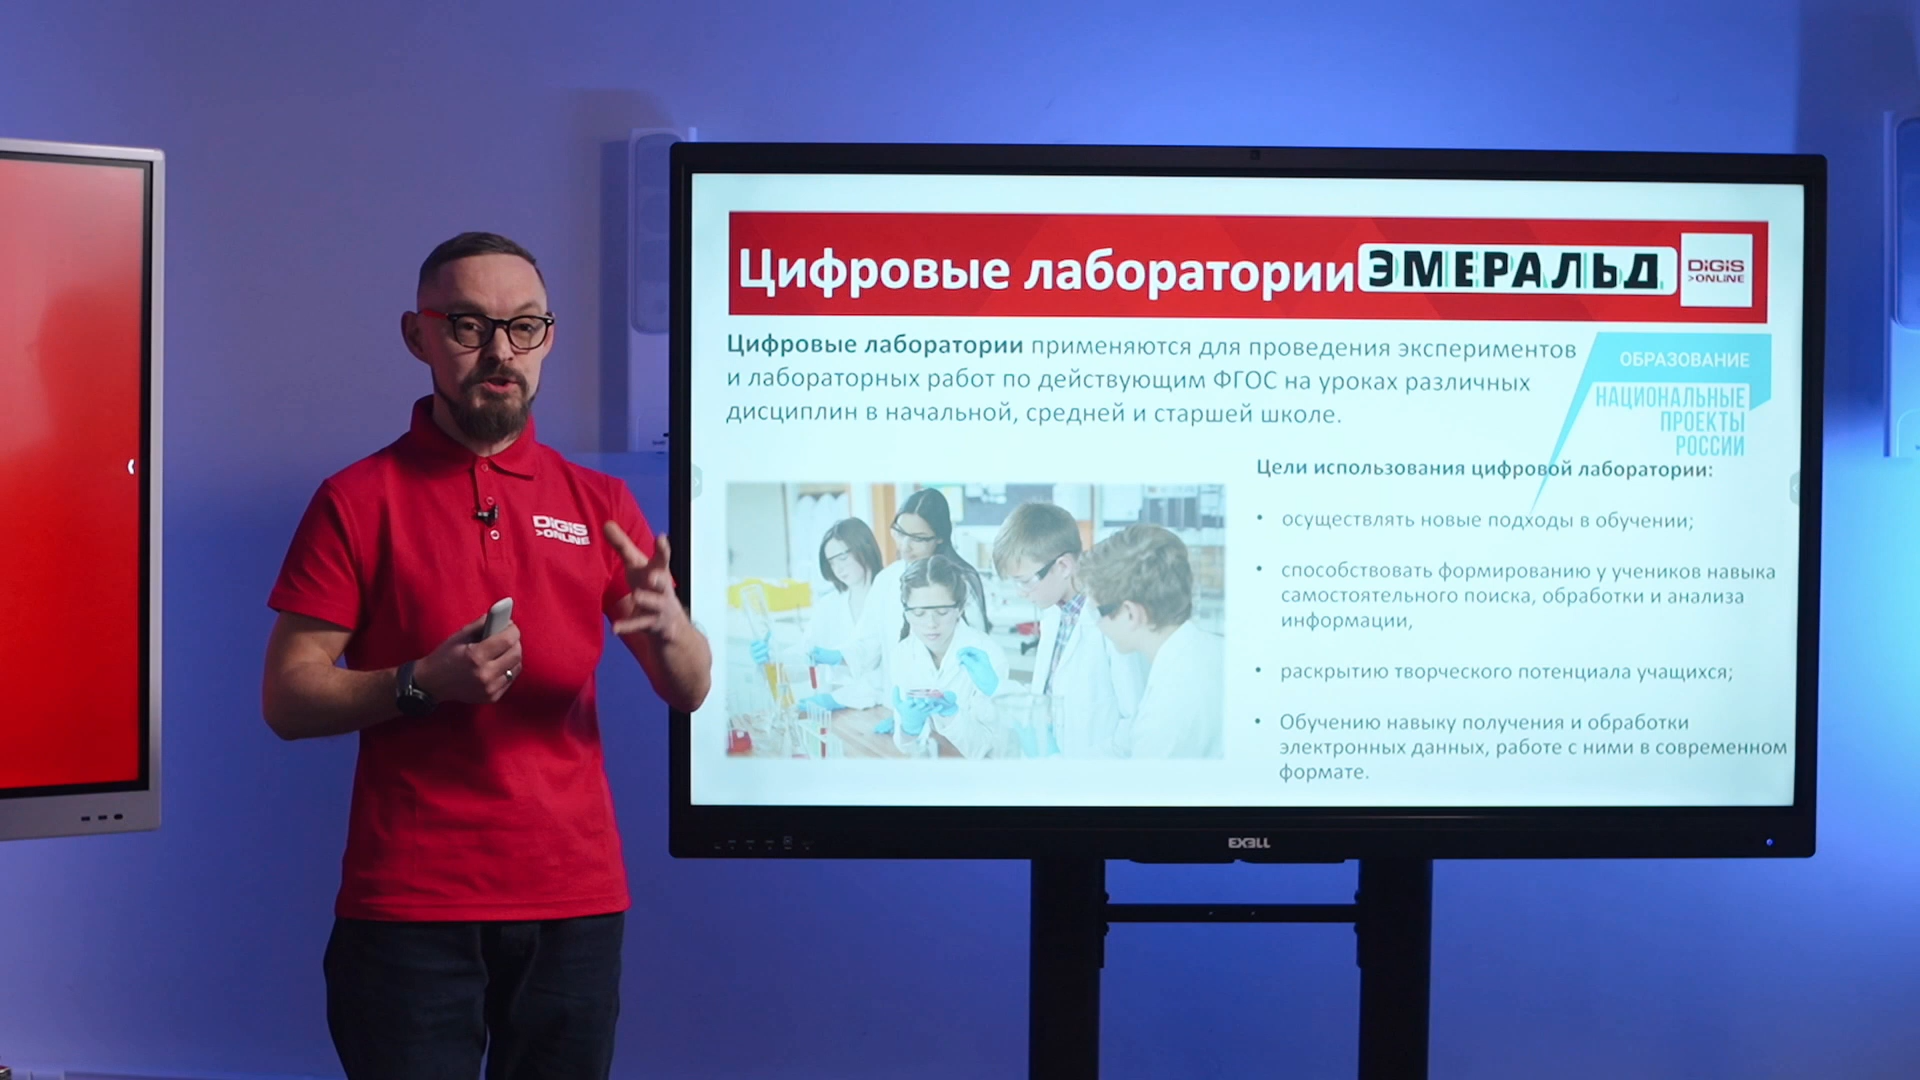 Цифровые лаборатории ЭМЕРАЛЬД
DIGIS
>ONLINE
Цифровые лаборатории применяются для проведения экспериментов
и лабораторных работ по действующим ФГОС на уроках различных
дисциплин в начальной, средней и старшей школе.
ОБРАЗОВАНИЕ
НАЦИОНАЛЬНЫЕ
ПРОЕКТЫ
РОССИИ
Цели использования цифровой лаборатории:
• осуществлять новые подходы в обучении;
• способствовать формированию у учеников навыка
самостоятельного поиска, обработки и анализа
информации,
• раскрытию творческого потенциала учащихся;
• Обучению навыку получения и обработки
электронных данных, работе с ними в современном
формате.
DIGIS
>ONLINE
EXELL